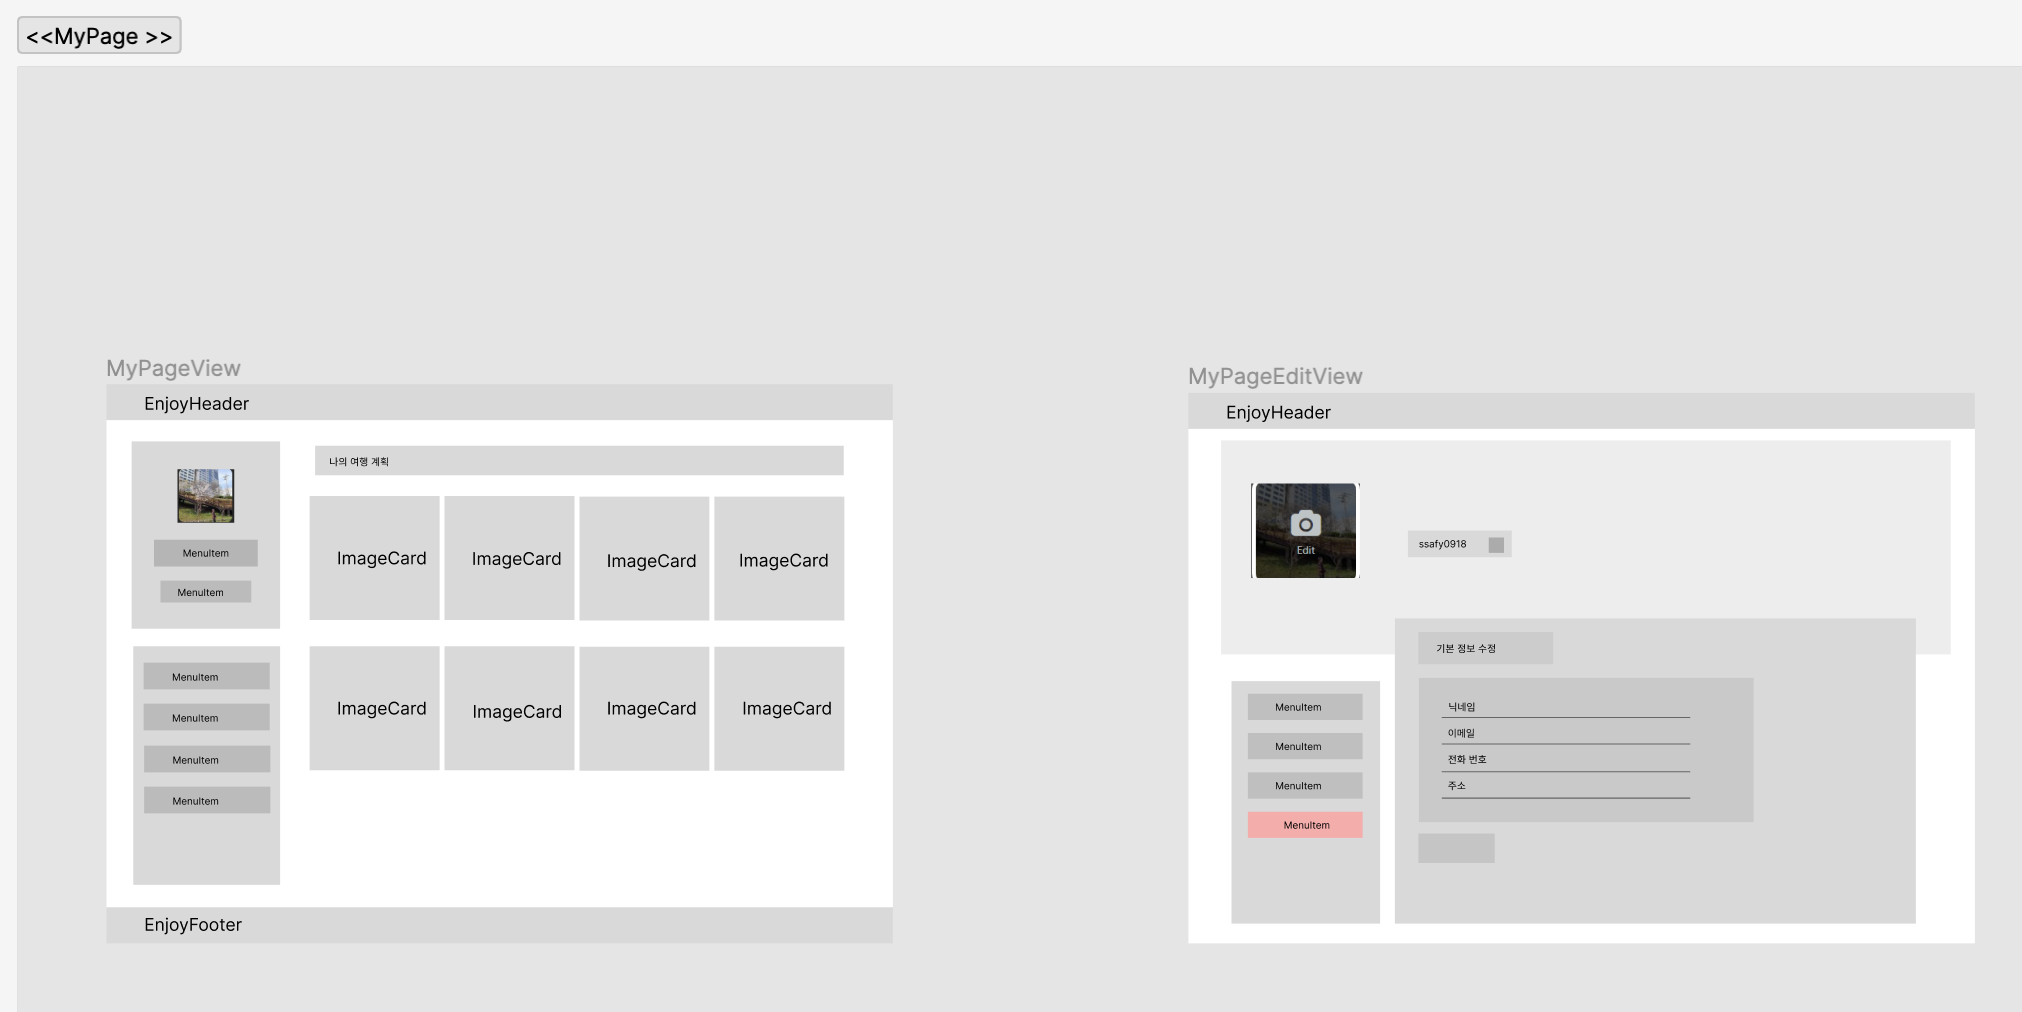 <<MyPage >>
MyPageView
EnjoyHeader
MenuItem
MenuItem
MenuItem
MenuItem
MenuItem
MenuItem
나의 여행 계획
ImageCard
ImageCard
ImageCard
ImageCard
ImageCard
ImageCard
ImageCard
ImageCard
EnjoyFooter
MyPageEditView
EnjoyHeader
Edit
ssafy0918
MenuItem
MenuItem
MenuItem
MenuItem
기본 정보 수정
닉네임
이메일
전화 번호
주소